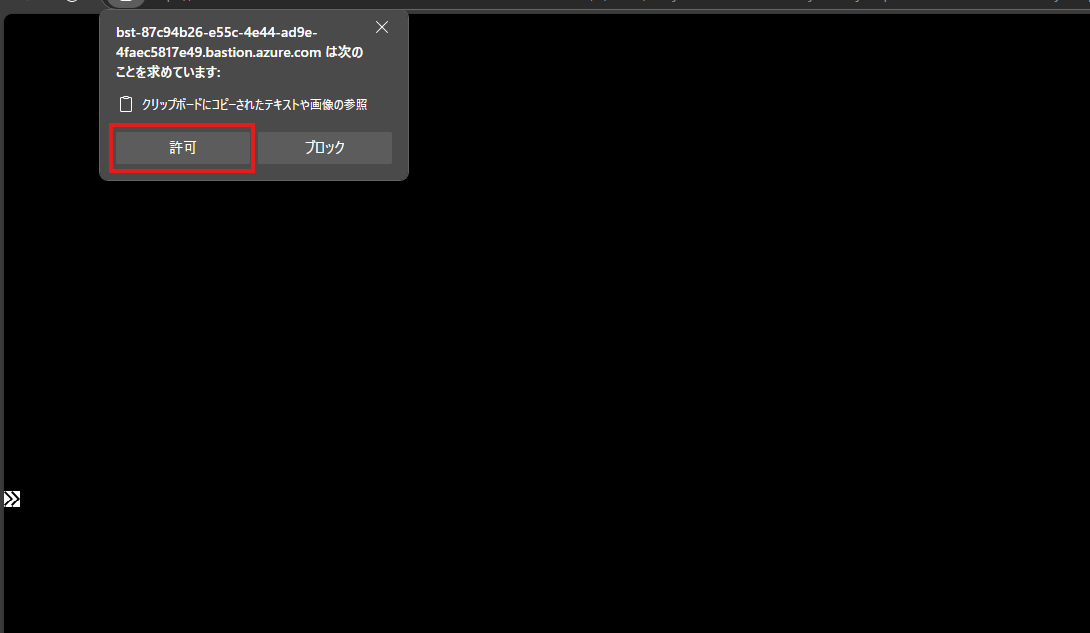 bst-87c94b26-e55c-4e44-ad9e-
4faec5817e49.bastion.azure.com は次の
ことを求めています:
クリップボードにコピーされたテキストや画像の参照
許可 ブロック